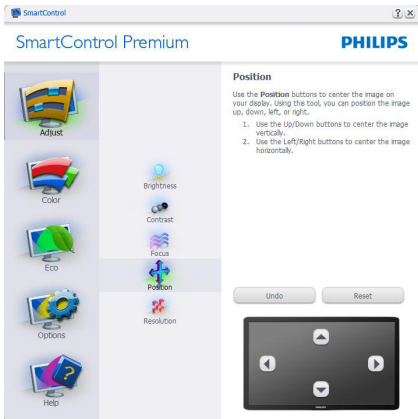 SmartControl
SmartControl Premium
PHILIPS
Adjust
Color
Eco
Options
Help
Brightness
Contrast
Focus
Position
Resolution
Position
Use the Position buttons to center the image on
your display. Using this tool, you can position the image
up, down, left, or right.
1. Use the Up/Down buttons to center the image
vertically.
2. Use the Left/Right buttons to center the image
horizontally.
Undo
Reset